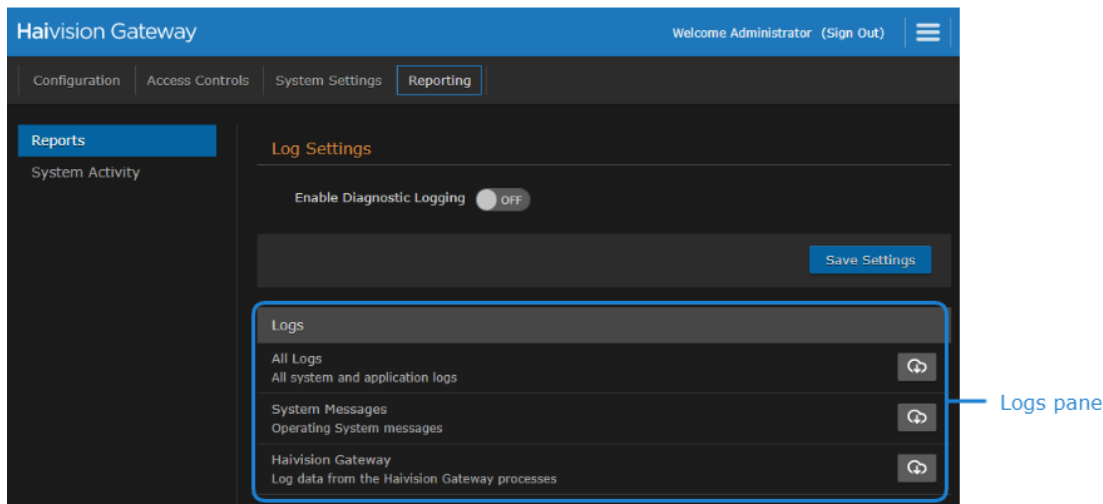 Haivision Gateway
Welcome Administrator (Sign Out)
Configuration Access Controls System Settings Reporting
Reports
System Activity
Log Settings
Enable Diagnostic Logging OFF
Save Settings
Logs
All Logs
All system and application logs
System Messages
Operating System messages
Haivision Gateway
Log data from the Haivision Gateway processes
Logs pane